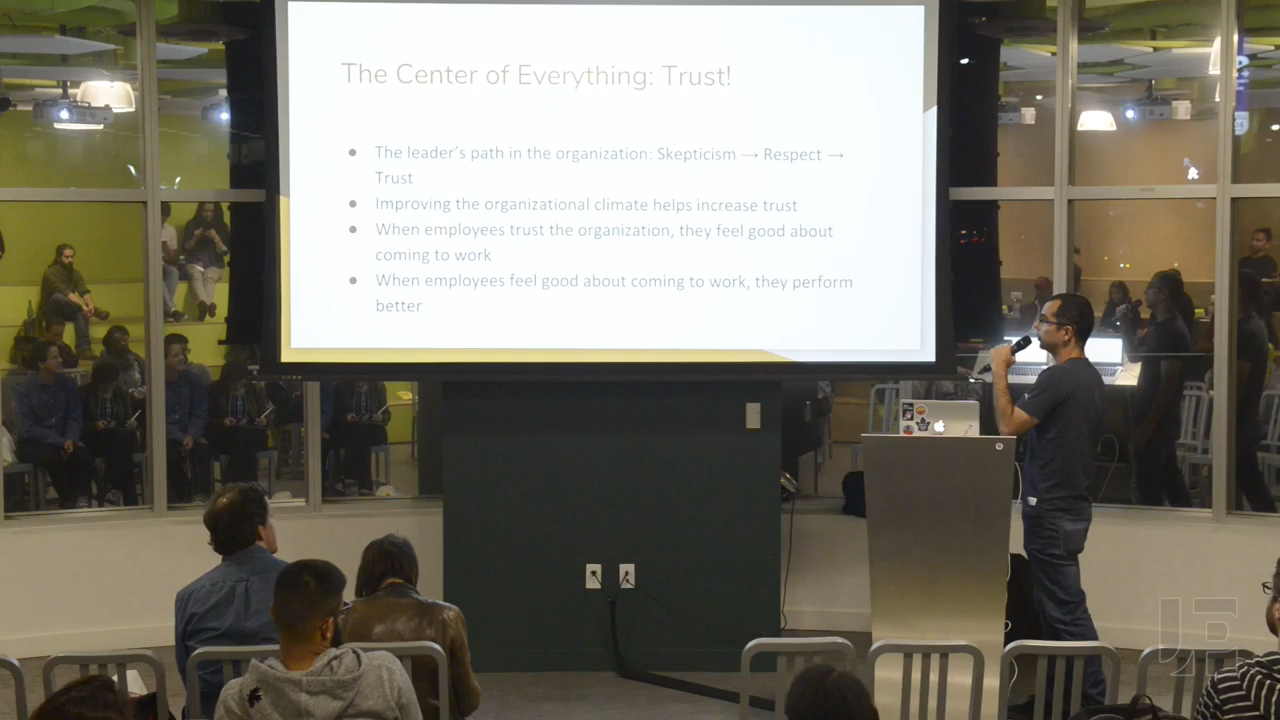 The Center of Everything: Trust!
The leader's path in the organization: Skepticism → Respect →
Trust
Improving the organizational climate helps increase trust
When employees trust the organization, they feel good about
coming to work
When employees feel good about coming to work, they perform
better